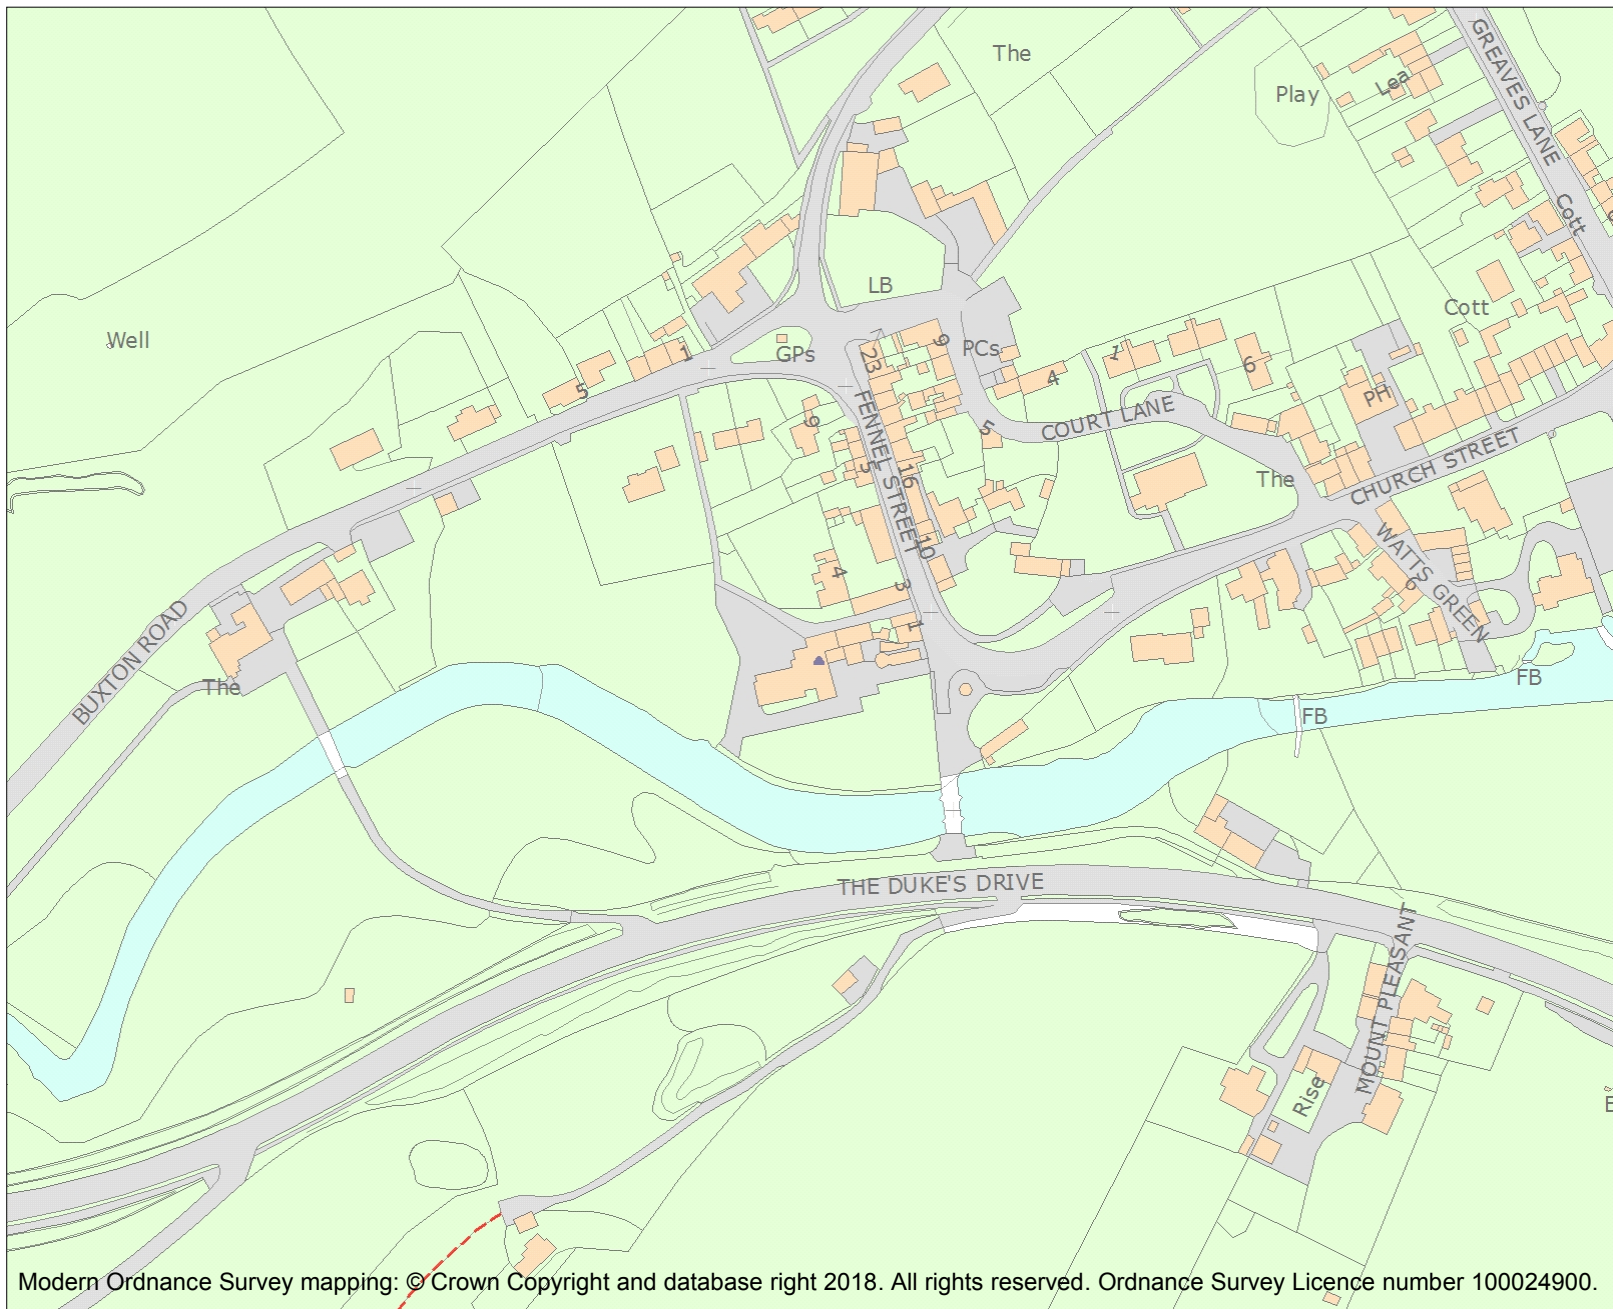 The
GREAVES LANE
Lea
Play
Cott
LB
Cott
Well
GPs
9
PCs
1
23
1
6
5
4
PH
9
FENNEL STREET
5
COURT LANE
CHURCH STREET
5
16
The
10
WATTS GREEN
4
3
6
1
BUXTON ROAD
The
FB
FB
THE DUKE'S DRIVE
MOUNT PLEASANT
Rise
Modern Ordnance Survey mapping: © Crown Copyright and database right 2018. All rights reserved. Ordnance Survey Licence number 100024900.